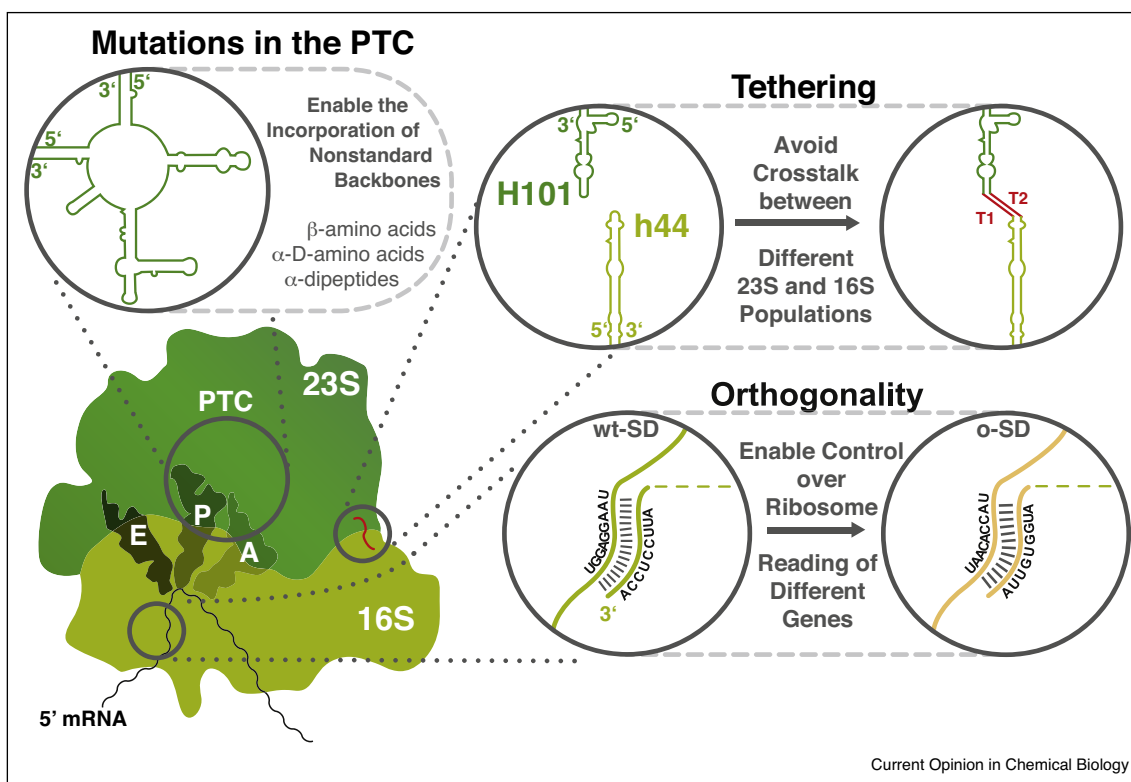 Mutations in the PTC
3‘ 5‘
5‘
3‘
Enable the
Incorporation of
Nonstandard
Backbones
β-amino acids
α-D-amino acids
α-dipeptides
Tethering
3‘ 5‘
H101
h44
5‘ 3‘
Avoid
Crosstalk
between
Different
23S and 16S
Populations
T2
T1
23S
PTC
P
E
A
16S
5‘ mRNA
Orthogonality
wt-SD
UGGAGGAAU
ACCUCCUUA
3‘
Enable Control
over
Ribosome
Reading of
Different
Genes
o-SD
UAACACCAU
AUUGUGGUA
Current Opinion in Chemical Biology